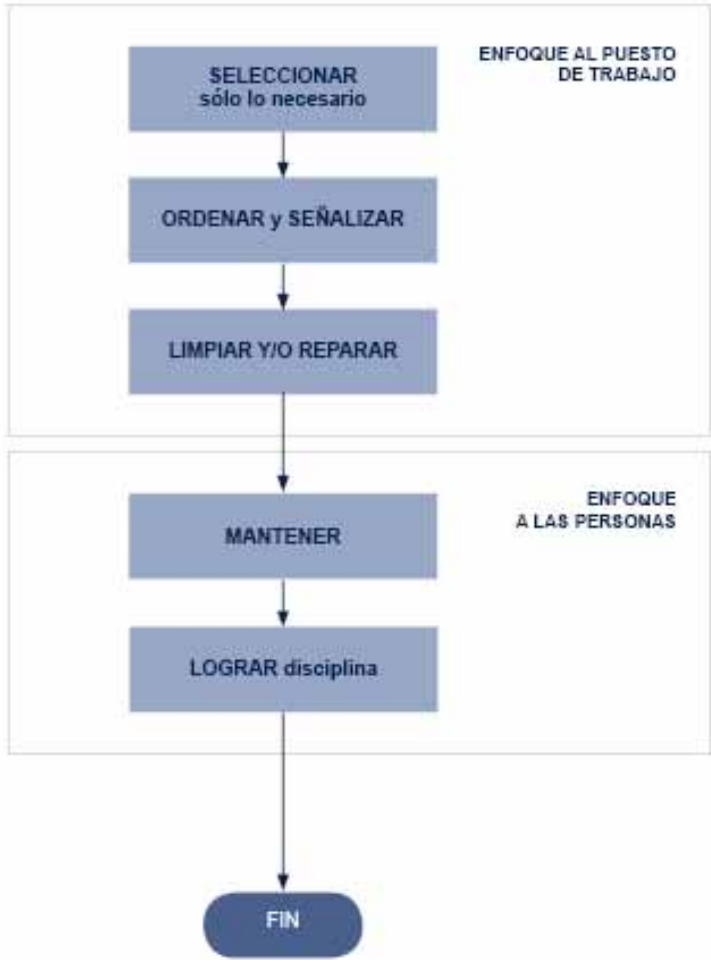 SELECCIONAR
sólo lo necesario
ENFOQUE AL PUESTO
DE TRABAJO
ORDENAR y SEÑALIZAR
LIMPIAR Y/O REPARAR
MANTENER
ENFOQUE
A LAS PERSONAS
LOGRAR disciplina
FIN